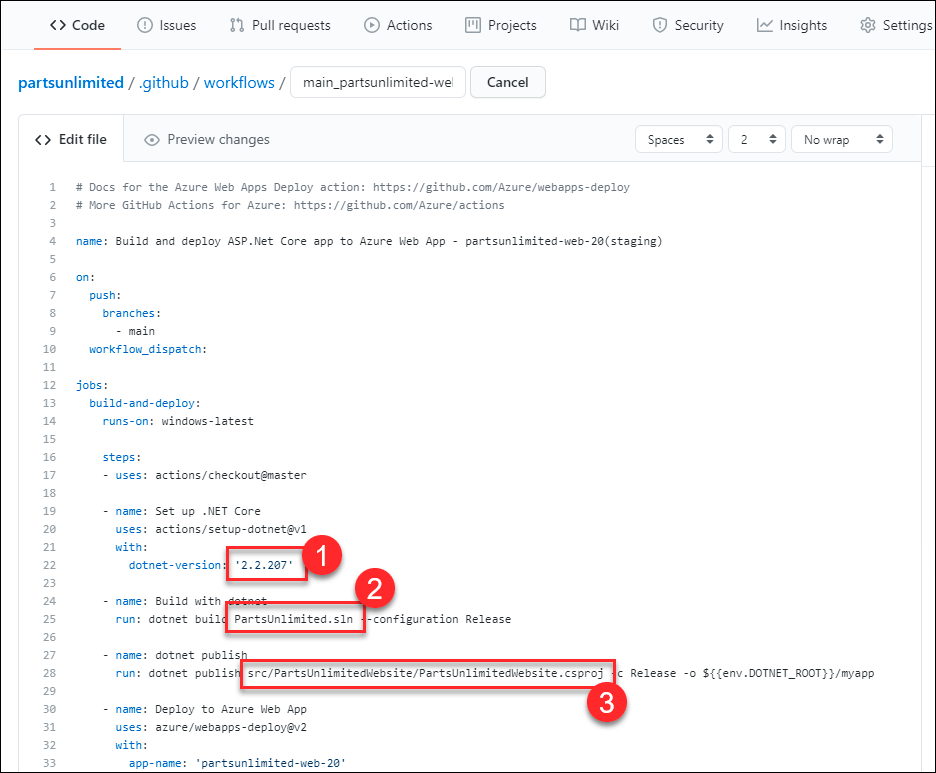 <> Code Issues Pull requests Actions Projects Wiki Security Insights Settings
partsunlimited / .github / workflows / main_partsunlimited-we Cancel
<> Edit file Preview changes Spaces 2 No wrap
1 # Docs for the Azure Web Apps Deploy action: https://github.com/Azure/webapps-deploy
2 # More GitHub Actions for Azure: https://github.com/Azure/actions
3
4 name: Build and deploy ASP.Net Core app to Azure Web App - partsunlimited-web-20(staging)
5
6 on:
7   push:
8     branches:
9       - main
10   workflow_dispatch:
11
12 jobs:
13   build-and-deploy:
14     runs-on: windows-latest
15
16     steps:
17     - uses: actions/checkout@master
18
19     - name: Set up .NET Core
20       uses: actions/setup-dotnet@v1
21       with:
22         dotnet-version: '2.2.207' 1
23
24     - name: Build with dotnet 2
25       run: dotnet build PartsUnlimited.sln --configuration Release
26
27     - name: dotnet publish
28       run: dotnet publish src/PartsUnlimitedWebsite/PartsUnlimitedWebsite.csproj -c Release -o ${{env.DOTNET_ROOT}}/myapp
29 3
30     - name: Deploy to Azure Web App
31       uses: azure/webapps-deploy@v2
32       with:
33         app-name: 'partsunlimited-web-20'